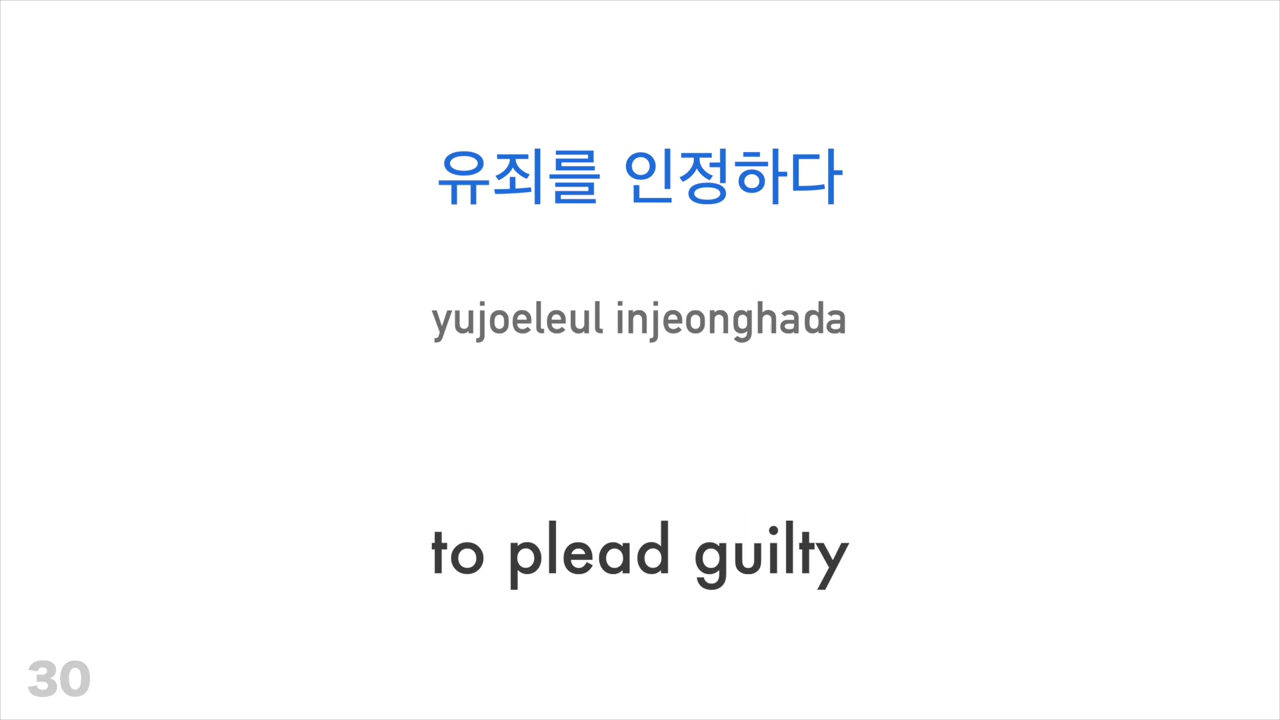 유죄를 인정하다
yujoeleul injeonghada
to plead guilty
30